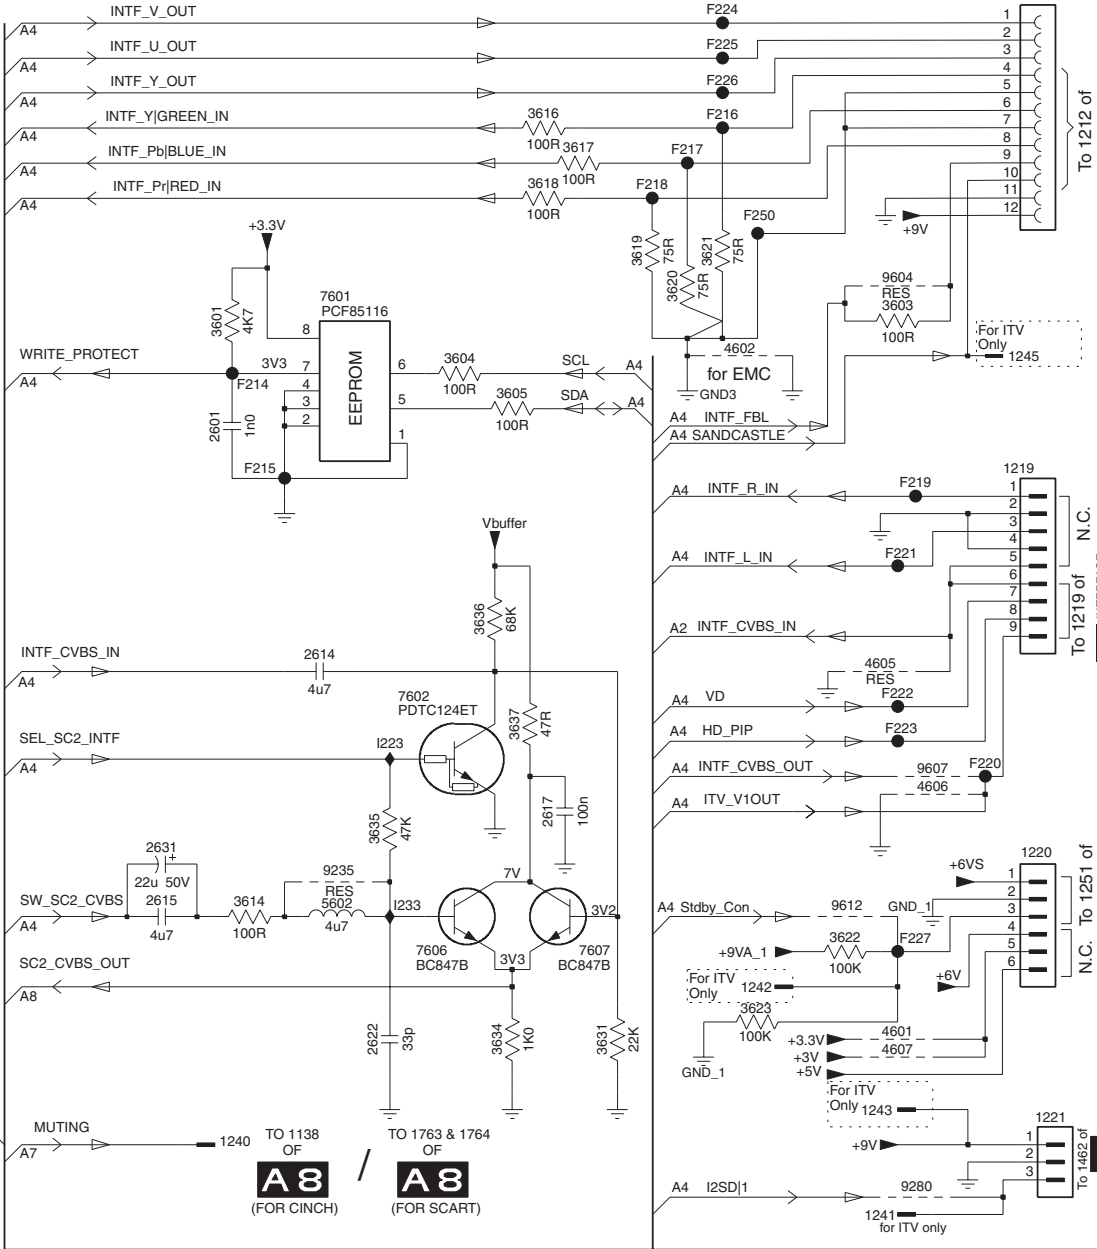 INTF_V_OUT
A4
F224
INTF_U_OUT
A4
F225
INTF_Y_OUT
A4
F226
INTF_Y|GREEN_IN
A4
3616
100R
F216
INTF_Pb|BLUE_IN
A4
3617
100R
F217
INTF_Pr|RED_IN
A4
3618
100R
F218
F250
1
2
3
4
5
6
7
8
9
10
11
12
To 1212 of
+9V
3619
75R
3620
75R
3621
75R
4602
for EMC
GND3
9604
RES
3603
100R
For ITV
Only
1245
+3.3V
3601
4K7
7601
PCF85116
EEPROM
8
7
4
3
2
6
5
1
WRITE_PROTECT
A4
3V3
F214
2601
1n0
F215
3604
100R
SCL
A4
3605
100R
SDA
A4
A4 INTF_FBL
A4 SANDCASTLE
A4 INTF_R_IN
F219
1219
1
2
3
4
5
6
7
8
9
N.C.
To 1219 of
A4 INTF_L_IN
F221
A2 INTF_CVBS_IN
4605
RES
A4 VD
F222
A4 HD_PIP
F223
A4 INTF_CVBS_OUT
9607
F220
4606
A4 ITV_V1OUT
Vbuffer
3636
68K
INTF_CVBS_IN
A4
2614
4u7
7602
PDTC124ET
3637
47R
SEL_SC2_INTF
A4
I223
3635
47K
2617
100n
2631
+
22u 50V
2615
4u7
SW_SC2_CVBS
A4
3614
100R
9235
RES
5602
4u7
I233
7V
3V2
7606
BC847B
3V3
7607
BC847B
SC2_CVBS_OUT
A8
2622
33p
3634
1K0
3631
22K
A4 Stdby_Con
9612
+6VS
GND_1
1220
1
2
3
4
5
6
To 1251 of
N.C.
+9VA_1
3622
100K
F227
For ITV
Only
1242
+6V
3623
100K
GND_1
+3.3V
4601
+3V
4607
+5V
For ITV
Only
1243
+9V
1221
1
2
3
To 1462 of
A4 I2SD|1
9280
1241
for ITV only
MUTING
A7
1240
TO 1138
OF
A8
(FOR CINCH)
/
TO 1763 & 1764
OF
A8
(FOR SCART)